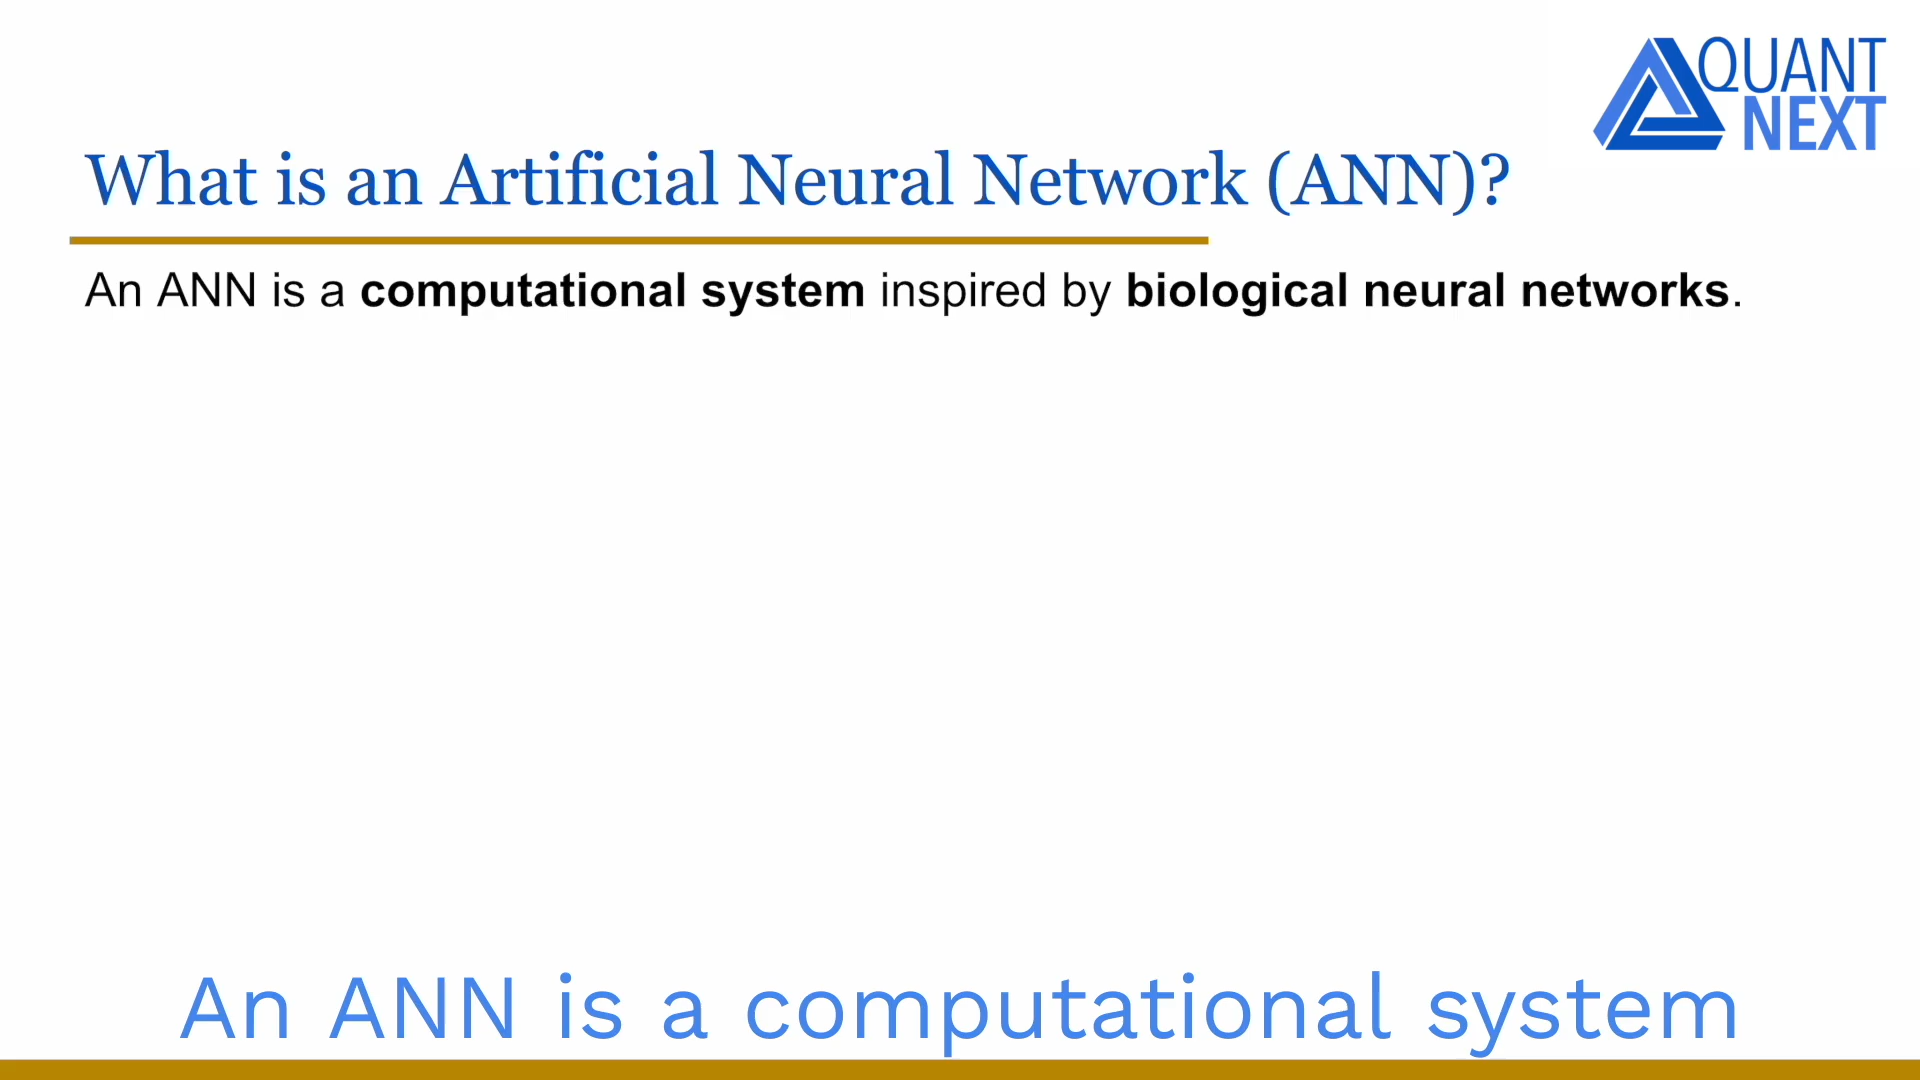 QUANT
NEXT
What is an Artificial Neural Network (ANN)?
An ANN is a computational system inspired by biological neural networks.
An ANN is a computational system